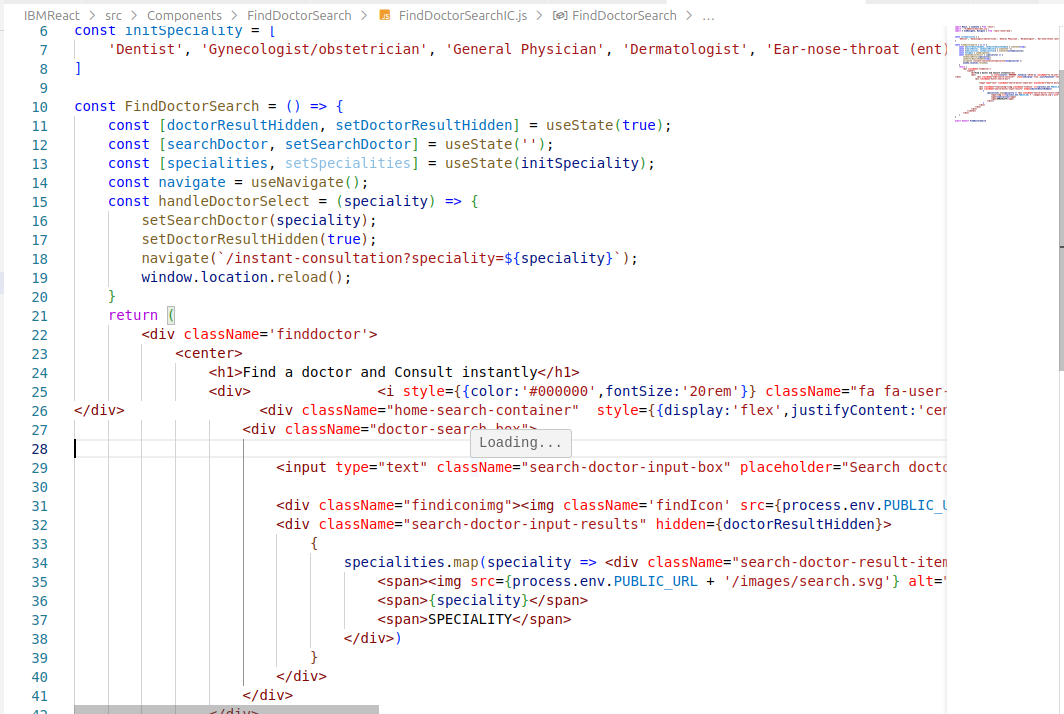 IBMReact > src > Components > FindDoctorSearch > FindDoctorSearchIC.js > FindDoctorSearch > ...
6 const initSpeciality = [
7     'Dentist', 'Gynecologist/obstetrician', 'General Physician', 'Dermatologist', 'Ear-nose-throat (ent)
8 ]
9
10 const FindDoctorSearch = () => {
11     const [doctorResultHidden, setDoctorResultHidden] = useState(true);
12     const [searchDoctor, setSearchDoctor] = useState('');
13     const [specialities, setSpecialities] = useState(initSpeciality);
14     const navigate = useNavigate();
15     const handleDoctorSelect = (speciality) => {
16         setSearchDoctor(speciality);
17         setDoctorResultHidden(true);
18         navigate(`/instant-consultation?speciality=${speciality}`);
19         window.location.reload();
20     }
21     return (
22         <div className='finddoctor'>
23             <center>
24                 <h1>Find a doctor and Consult instantly</h1>
25                 <div>               <i style={{color:'#000000',fontSize:'20rem'}} className="fa fa-user-
26 </div>                <div className="home-search-container"  style={{display:'flex',justifyContent:'cen
27                     <div className="doctor-search-box">
Loading...
28
29                         <input type="text" className="search-doctor-input-box" placeholder="Search docto
30
31                         <div className="findiconimg"><img className='findIcon' src={process.env.PUBLIC_U
32                         <div className="search-doctor-input-results" hidden={doctorResultHidden}>
33                             {
34                                 specialities.map(speciality => <div className="search-doctor-result-item
35                                     <span><img src={process.env.PUBLIC_URL + '/images/search.svg'} alt="
36                                     <span>{speciality}</span>
37                                     <span>SPECIALITY</span>
38                                 </div>)
39                             }
40                         </div>
41                     </div>
42                 </div>